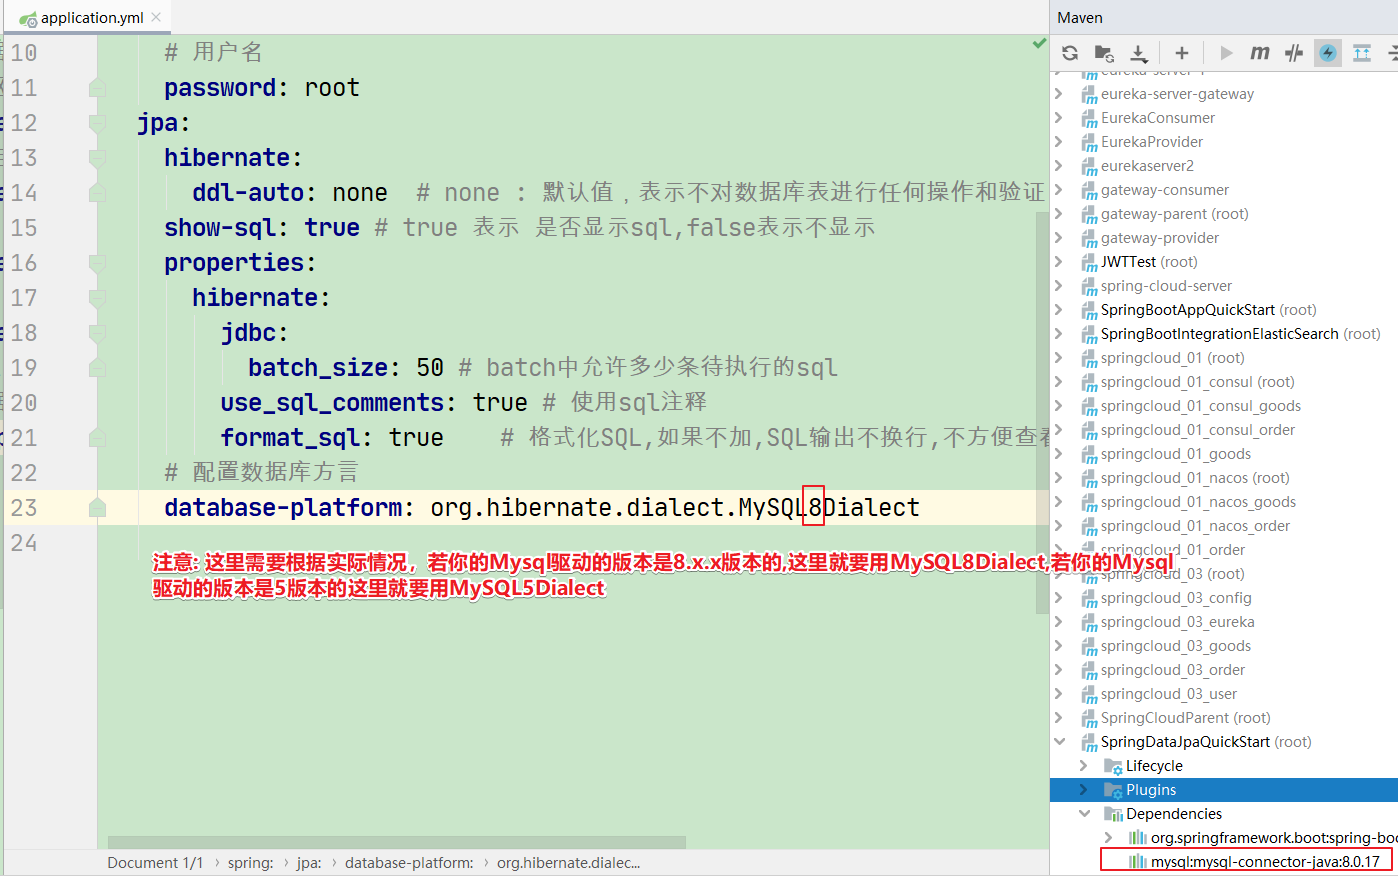 application.yml
Maven
10 # 用户名
11 password: root
12 jpa:
13 hibernate:
14 ddl-auto: none # none : 默认值，表示不对数据库表进行任何操作和验证
15 show-sql: true # true 表示 是否显示sql,false表示不显示
16 properties:
17 hibernate:
18 jdbc:
19 batch_size: 50 # batch中允许多少条待执行的sql
20 use_sql_comments: true # 使用sql注释
21 format_sql: true # 格式化SQL,如果不加,SQL输出不换行,不方便查看
22 # 配置数据库方言
23 database-platform: org.hibernate.dialect.MySQL8Dialect
24
注意: 这里需要根据实际情况，若你的Mysql驱动的版本是8.x.x版本的,这里就要用MySQL8Dialect,若你的Mysql
驱动的版本是5版本的这里就要用MySQL5Dialect
Document 1/1 › spring: › jpa: › database-platform: › org.hibernate.dialec...
eureka-server-gateway
EurekaConsumer
EurekaProvider
eurekaserver2
gateway-consumer
gateway-parent (root)
gateway-provider
JWTTest (root)
spring-cloud-server
SpringBootAppQuickStart (root)
SpringBootIntegrationElasticSearch (root)
springcloud_01 (root)
springcloud_01_consul (root)
springcloud_01_consul_goods
springcloud_01_consul_order
springcloud_01_goods
springcloud_01_nacos (root)
springcloud_01_nacos_goods
springcloud_01_nacos_order
springcloud_01_order
springcloud_03 (root)
springcloud_03_config
springcloud_03_eureka
springcloud_03_goods
springcloud_03_order
springcloud_03_user
SpringCloudParent (root)
SpringDataJpaQuickStart (root)
Lifecycle
Plugins
Dependencies
org.springframework.boot:spring-boo
mysql:mysql-connector-java:8.0.17